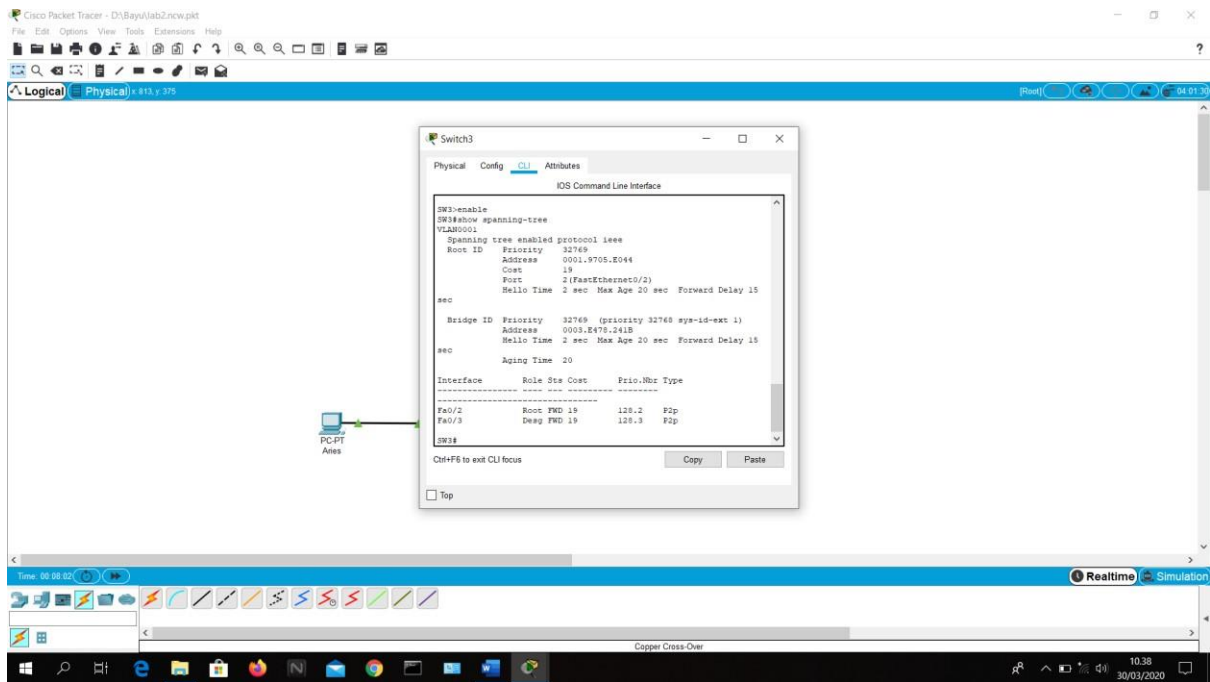 Cisco Packet Tracer - D:\Bayu\lab2.ncw.pkt
File Edit Options View Tools Extensions Help
?
Logical Physical x: 813, y: 375 [Root] 04:01:30
Switch3
Physical Config CLI Attributes
IOS Command Line Interface
SW3>enable
SW3#show spanning-tree
VLAN0001
Spanning tree enabled protocol ieee
Root ID Priority 32769
Address 0001.9705.E044
Cost 19
Port 2(FastEthernet0/2)
Hello Time 2 sec Max Age 20 sec Forward Delay 15
sec
Bridge ID Priority 32769 (priority 32768 sys-id-ext 1)
Address 0003.E478.241B
Hello Time 2 sec Max Age 20 sec Forward Delay 15
sec
Aging Time 20
Interface Role Sts Cost Prio.Nbr Type
---------------- ---- --- --------- --------
--------------------------------
Fa0/2 Root FWD 19 128.2 P2p
Fa0/3 Desg FWD 19 128.3 P2p
SW3#
PC-PT
Aries
Ctrl+F6 to exit CLI focus Copy Paste
Top
Time: 00:08:02 Realtime Simulation
Copper Cross-Over
10.38
30/03/2020